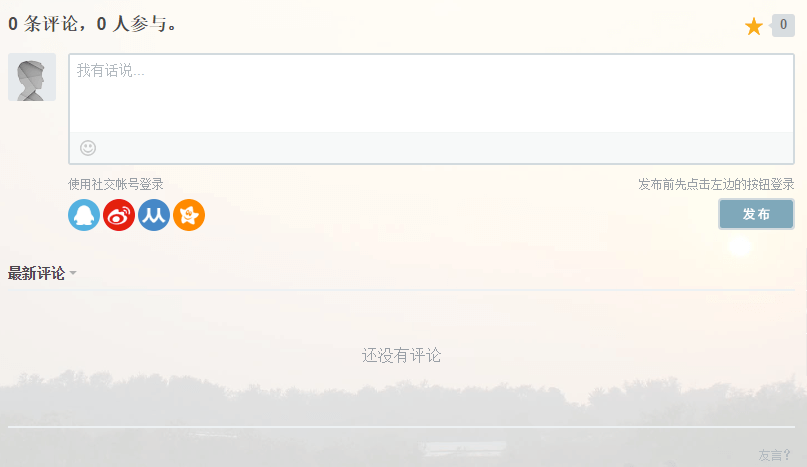 0 条评论，0 人参与。
0
我有话说...
使用社交帐号登录
发布前先点击左边的按钮登录
发布
最新评论
还没有评论
友言?